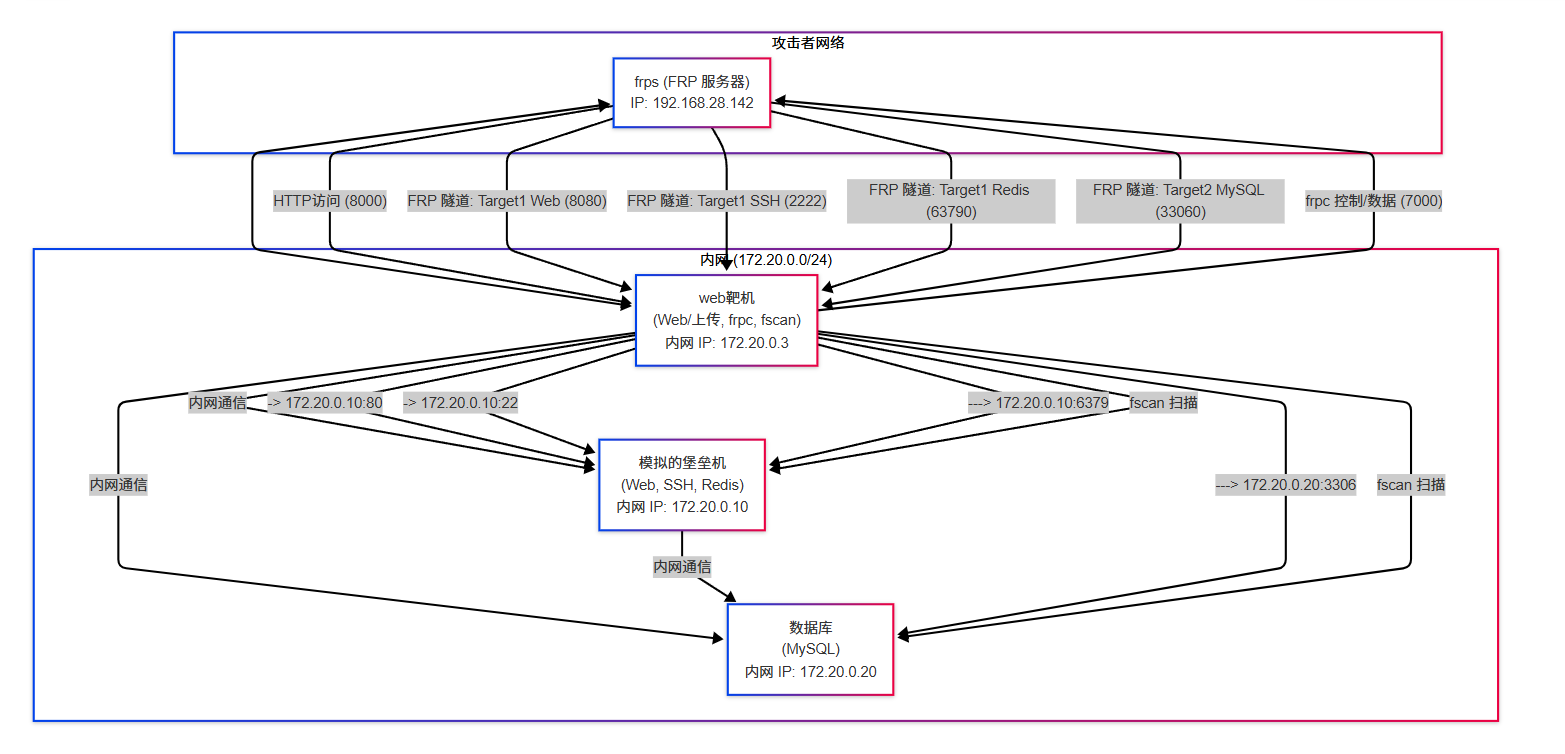 攻击者网络
frps (FRP 服务器)
IP: 192.168.28.142
HTTP访问 (8000)
FRP 隧道: Target1 Web (8080)
FRP 隧道: Target1 SSH (2222)
FRP 隧道: Target1 Redis
(63790)
FRP 隧道: Target2 MySQL
(33060)
frpc 控制/数据 (7000)
内网 (172.20.0.0/24)
web靶机
(Web/上传, frpc, fscan)
内网 IP: 172.20.0.3
内网通信
-> 172.20.0.10:80
-> 172.20.0.10:22
---> 172.20.0.10:6379
fscan 扫描
模拟的堡垒机
(Web, SSH, Redis)
内网 IP: 172.20.0.10
内网通信
---> 172.20.0.20:3306
fscan 扫描
内网通信
数据库
(MySQL)
内网 IP: 172.20.0.20